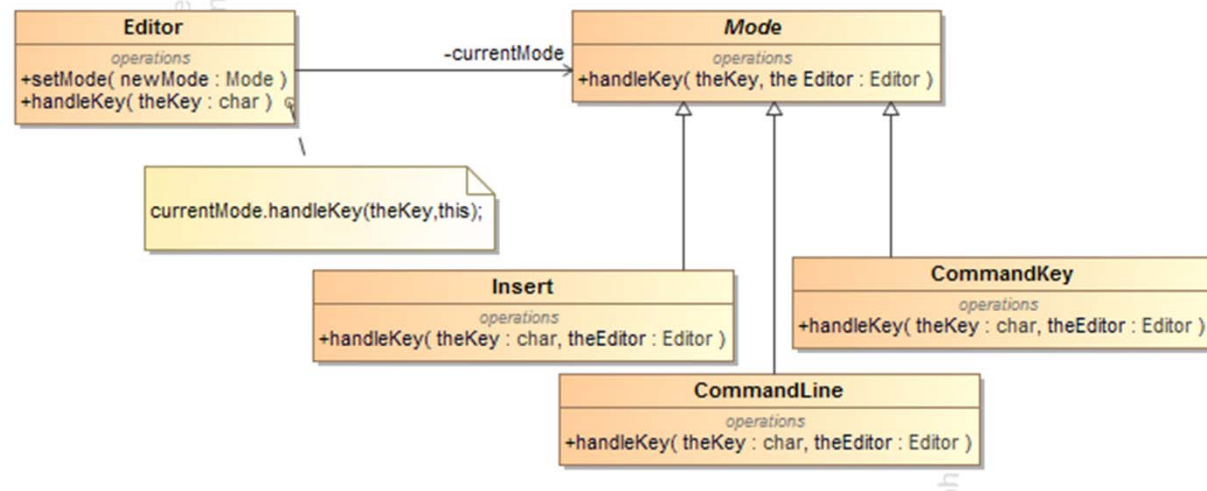 Editor
operations
+setMode( newMode : Mode )
+handleKey( theKey : char )
-currentMode
Mode
operations
+handleKey( theKey, the Editor : Editor )
currentMode.handleKey(theKey,this);
Insert
operations
+handleKey( theKey : char, theEditor : Editor )
CommandKey
operations
+handleKey( theKey : char, theEditor : Editor )
CommandLine
operations
+handleKey( theKey : char, theEditor : Editor )